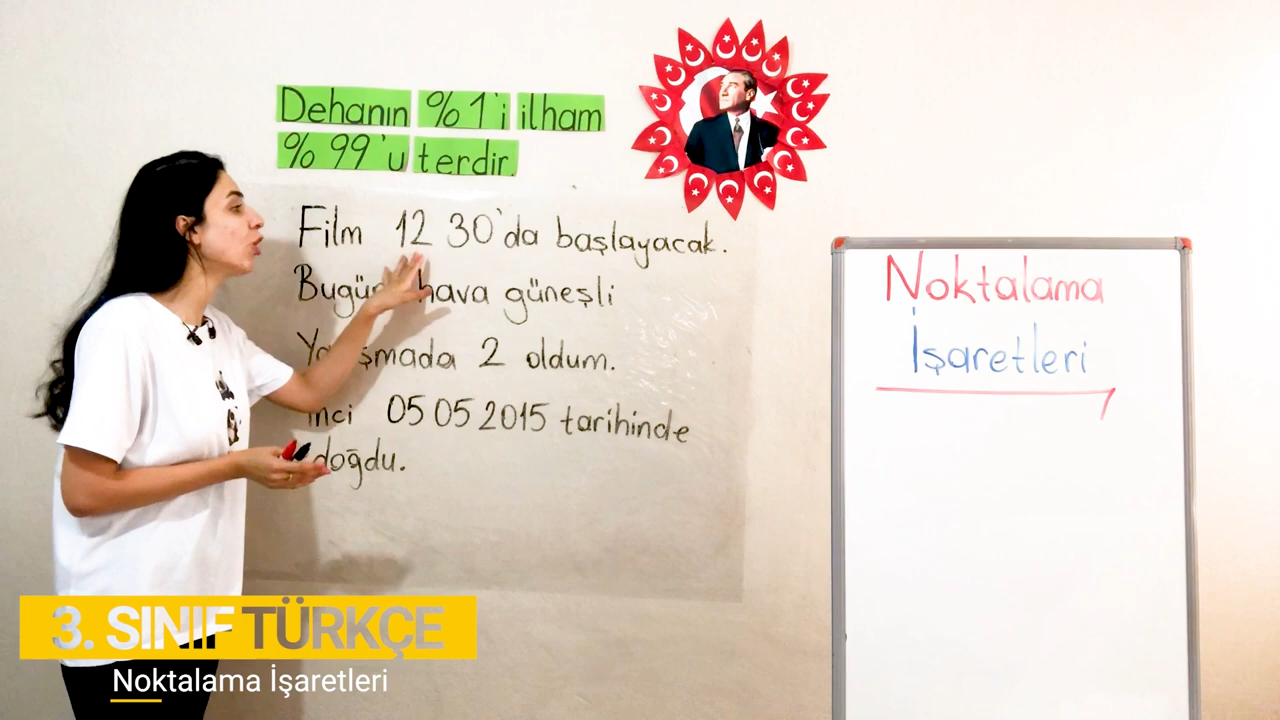 Dehanın %1'i ilham
%99'u terdir.
Film 12 30'da başlayacak.
hava güneşli
2 oldum.
05 05 2015 tarihinde
doğdu.
Noktalama
İşaretleri
3. SINIF TÜRKÇE
Noktalama İşaretleri